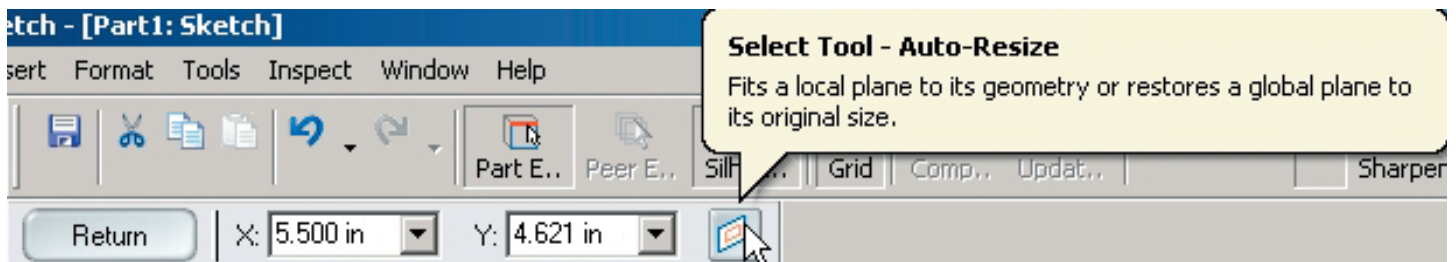 etch - [Part1: Sketch]
sert Format Tools Inspect Window Help
Select Tool - Auto-Resize
Fits a local plane to its geometry or restores a global plane to
its original size.
Part E.. Peer E.. Grid Comp.. Updat.. Sharper
Return X: 5.500 in Y: 4.621 in